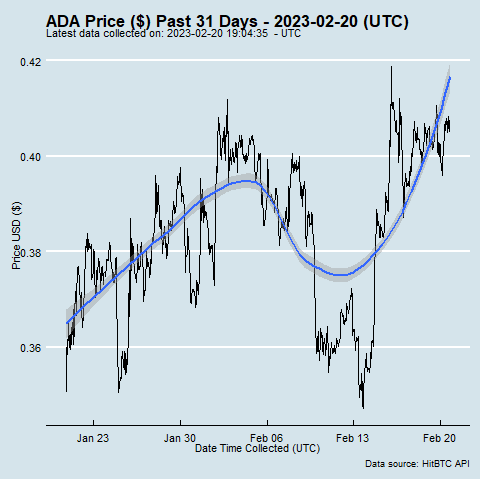 ADA Price ($) Past 31 Days - 2023-02-20 (UTC)
Latest data collected on: 2023-02-20 19:04:35 - UTC
0.42
0.40
0.38
0.36
Price USD ($)
Jan 23 Jan 30 Feb 06 Feb 13 Feb 20
Date Time Collected (UTC)
Data source: HitBTC API